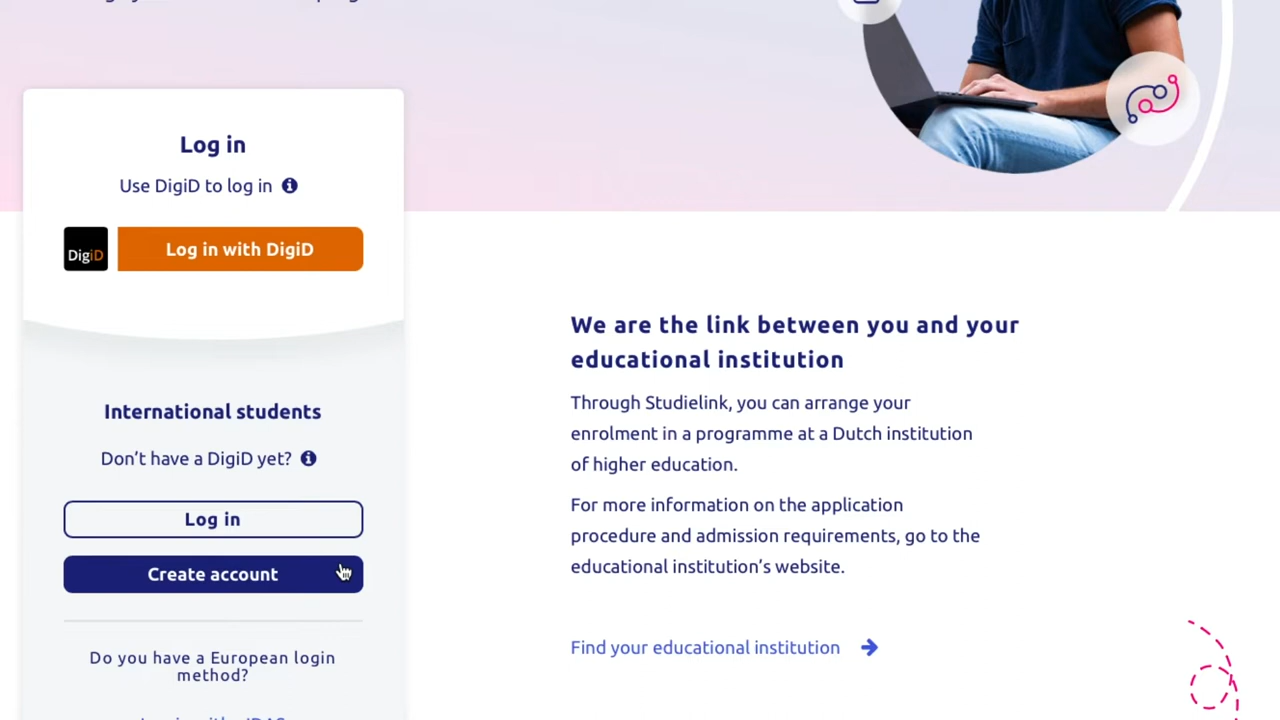 Log in
Use DigiD to log in
DigiD
Log in with DigiD
International students
Don't have a DigiD yet?
Log in
Create account
Do you have a European login
method?
We are the link between you and your
educational institution
Through Studielink, you can arrange your
enrolment in a programme at a Dutch institution
of higher education.
For more information on the application
procedure and admission requirements, go to the
educational institution's website.
Find your educational institution